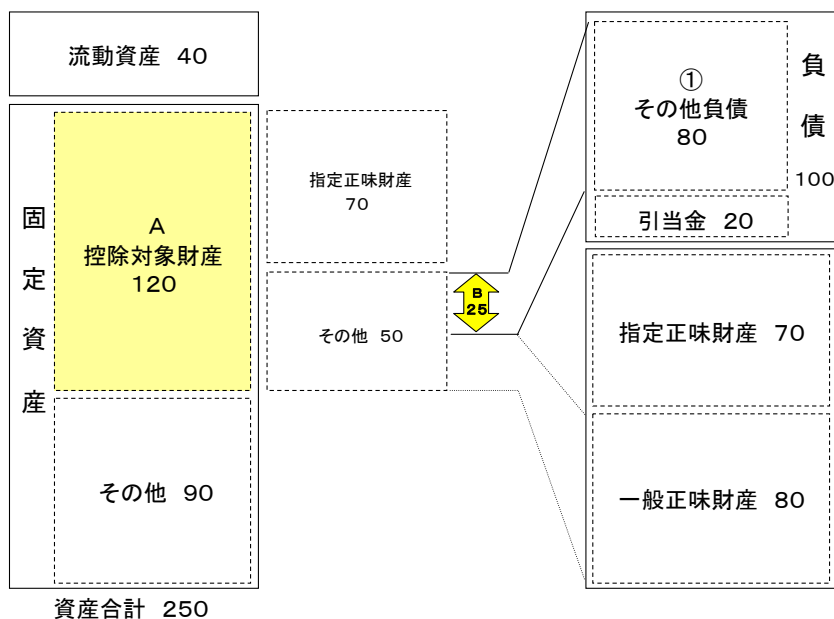 流動資産 40
固定資産
A
控除対象財産
120
その他 90
資産合計 250
指定正味財産
70
その他 50
B
25
①
その他負債
80
負債
100
引当金 20
指定正味財産 70
一般正味財産 80